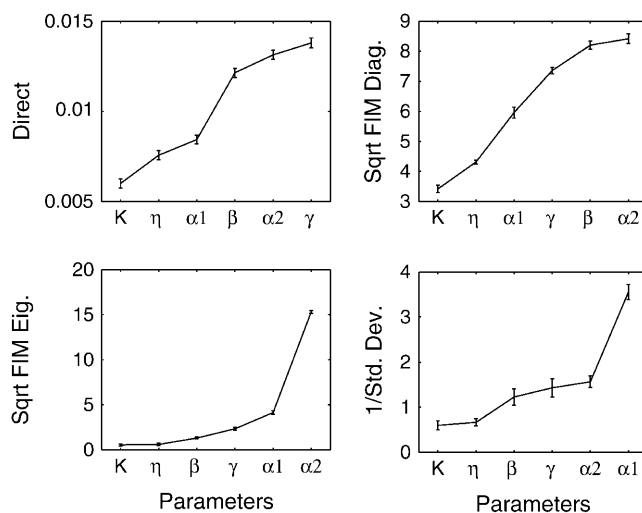 0.015
0.01
0.005
Direct
K η α1 β α2 γ
9
8
7
6
5
4
3
Sqrt FIM Diag.
K η α1 γ β α2
20
15
10
5
0
Sqrt FIM Eig.
K η β γ α1 α2
Parameters
4
3
2
1
0
1/Std. Dev.
K η β γ α2 α1
Parameters